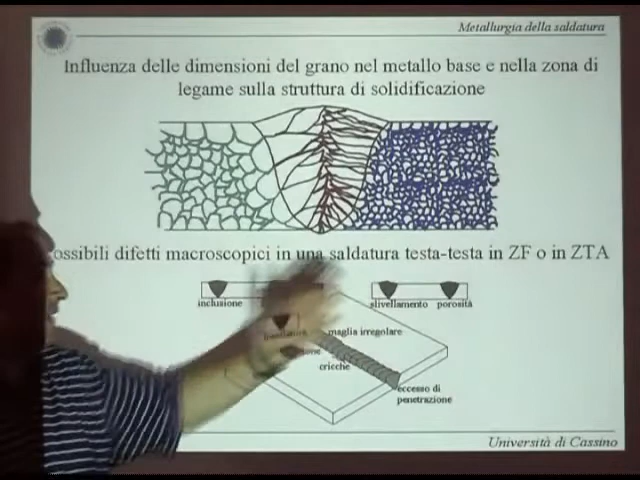 Metallurgia della saldatura
Influenza delle dimensioni del grano nel metallo base e nella zona di
legame sulla struttura di solidificazione
ossibili difetti macroscopici in una saldatura testa-testa in ZF o in ZTA
inclusione
slivellamento porosità
maglia irregolare
cricche
eccesso di
penetrazione
Università di Cassino